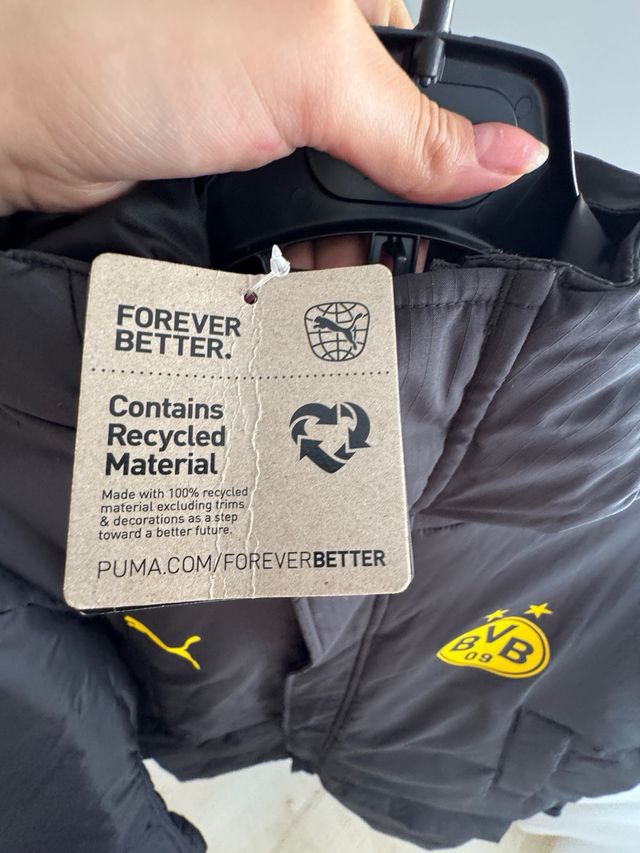 FOREVER
BETTER.
Contains
Recycled
Material
Made with 100% recycled
material excluding trims
& decorations as a step
toward a better future.
PUMA.COM/FOREVERBETTER
BVB
09